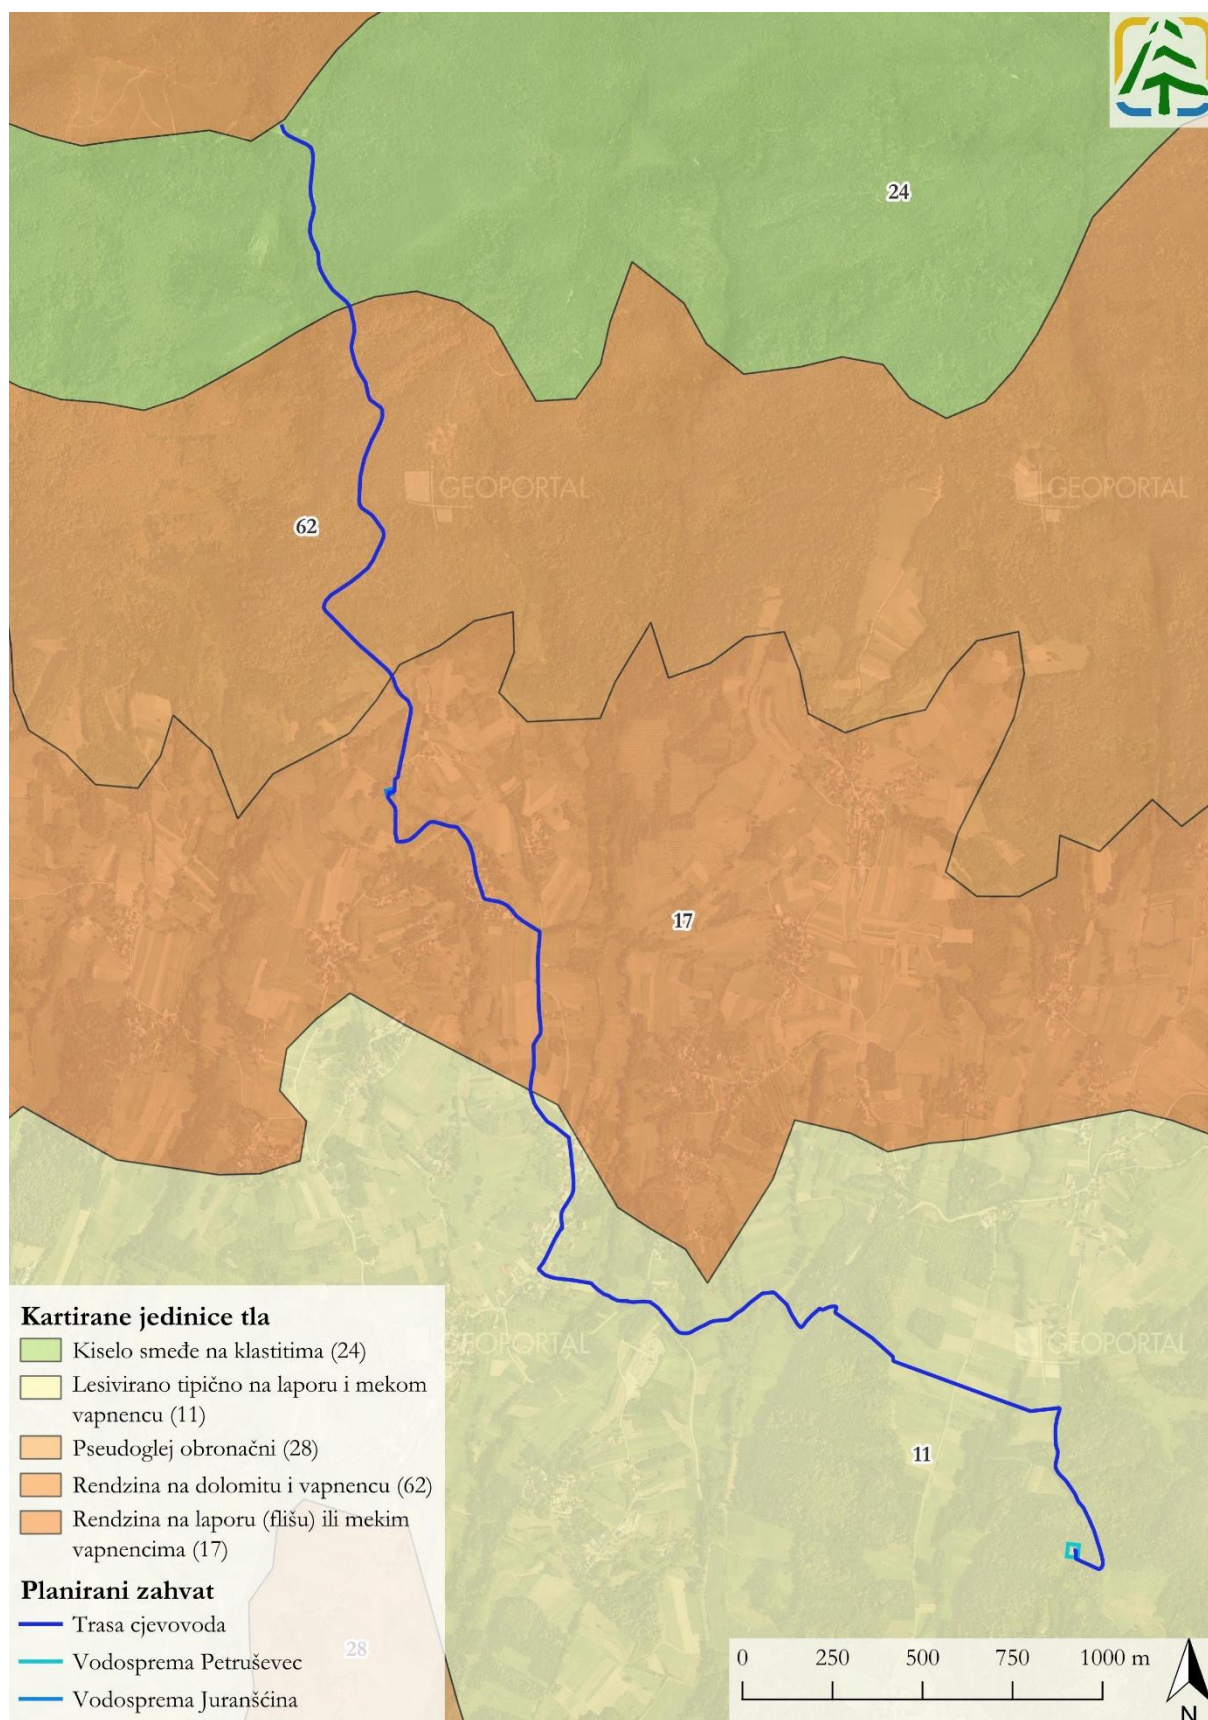 24
GEOPORTAL
GEOPORTAL
62
17
GEOPORTAL
GEOPORTAL
11
Kartirane jedinice tla
Kiselo smeđe na klastitima (24)
Lesivirano tipično na laporu i mekom
vapnencu (11)
Pseudoglej obronačni (28)
Rendzina na dolomitu i vapnencu (62)
Rendzina na laporu (flišu) ili mekim
vapnencima (17)
Planirani zahvat
Trasa cjevovoda
28
Vodosprema Petruševec
Vodosprema Juranšćina
0 250 500 750 1000 m
N